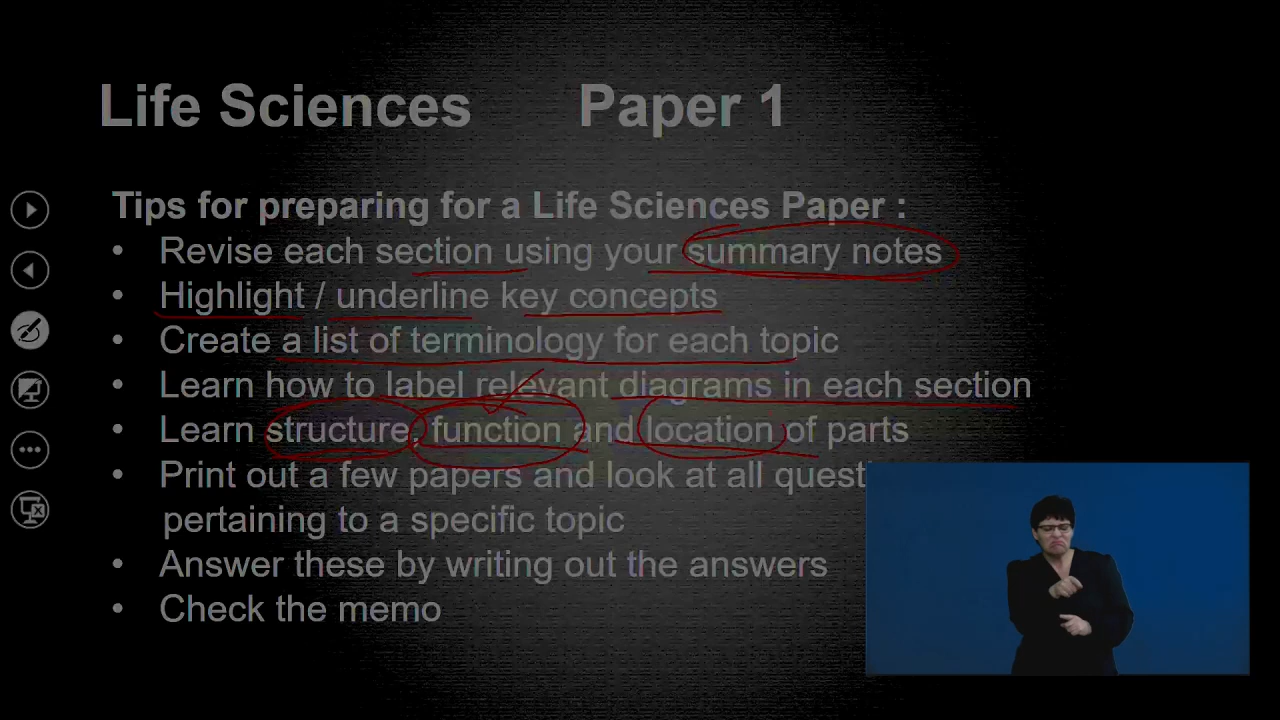 Life Sciences Paper 1
Tips for preparing for a Life Sciences Paper :
• Revise each section using your summary notes
• Highlight / underline key concepts
• Create a list of terminology for each topic
• Learn how to label relevant diagrams in each section
• Learn structure, function and location of parts
• Print out a few papers and look at all quest
pertaining to a specific topic
• Answer these by writing out the answers
• Check the memo